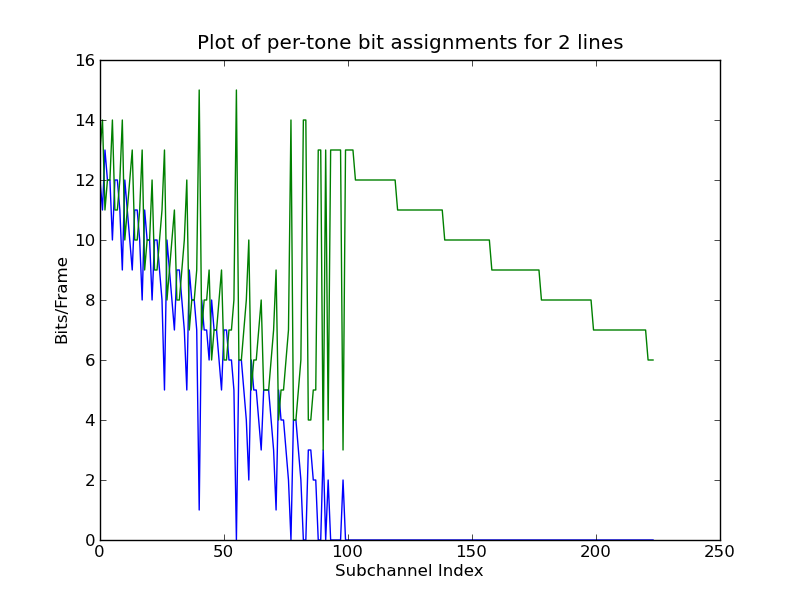 Plot of per-tone bit assignments for 2 lines
16
14
12
10
8
6
4
2
0
Bits/Frame
0 50 100 150 200 250
Subchannel Index